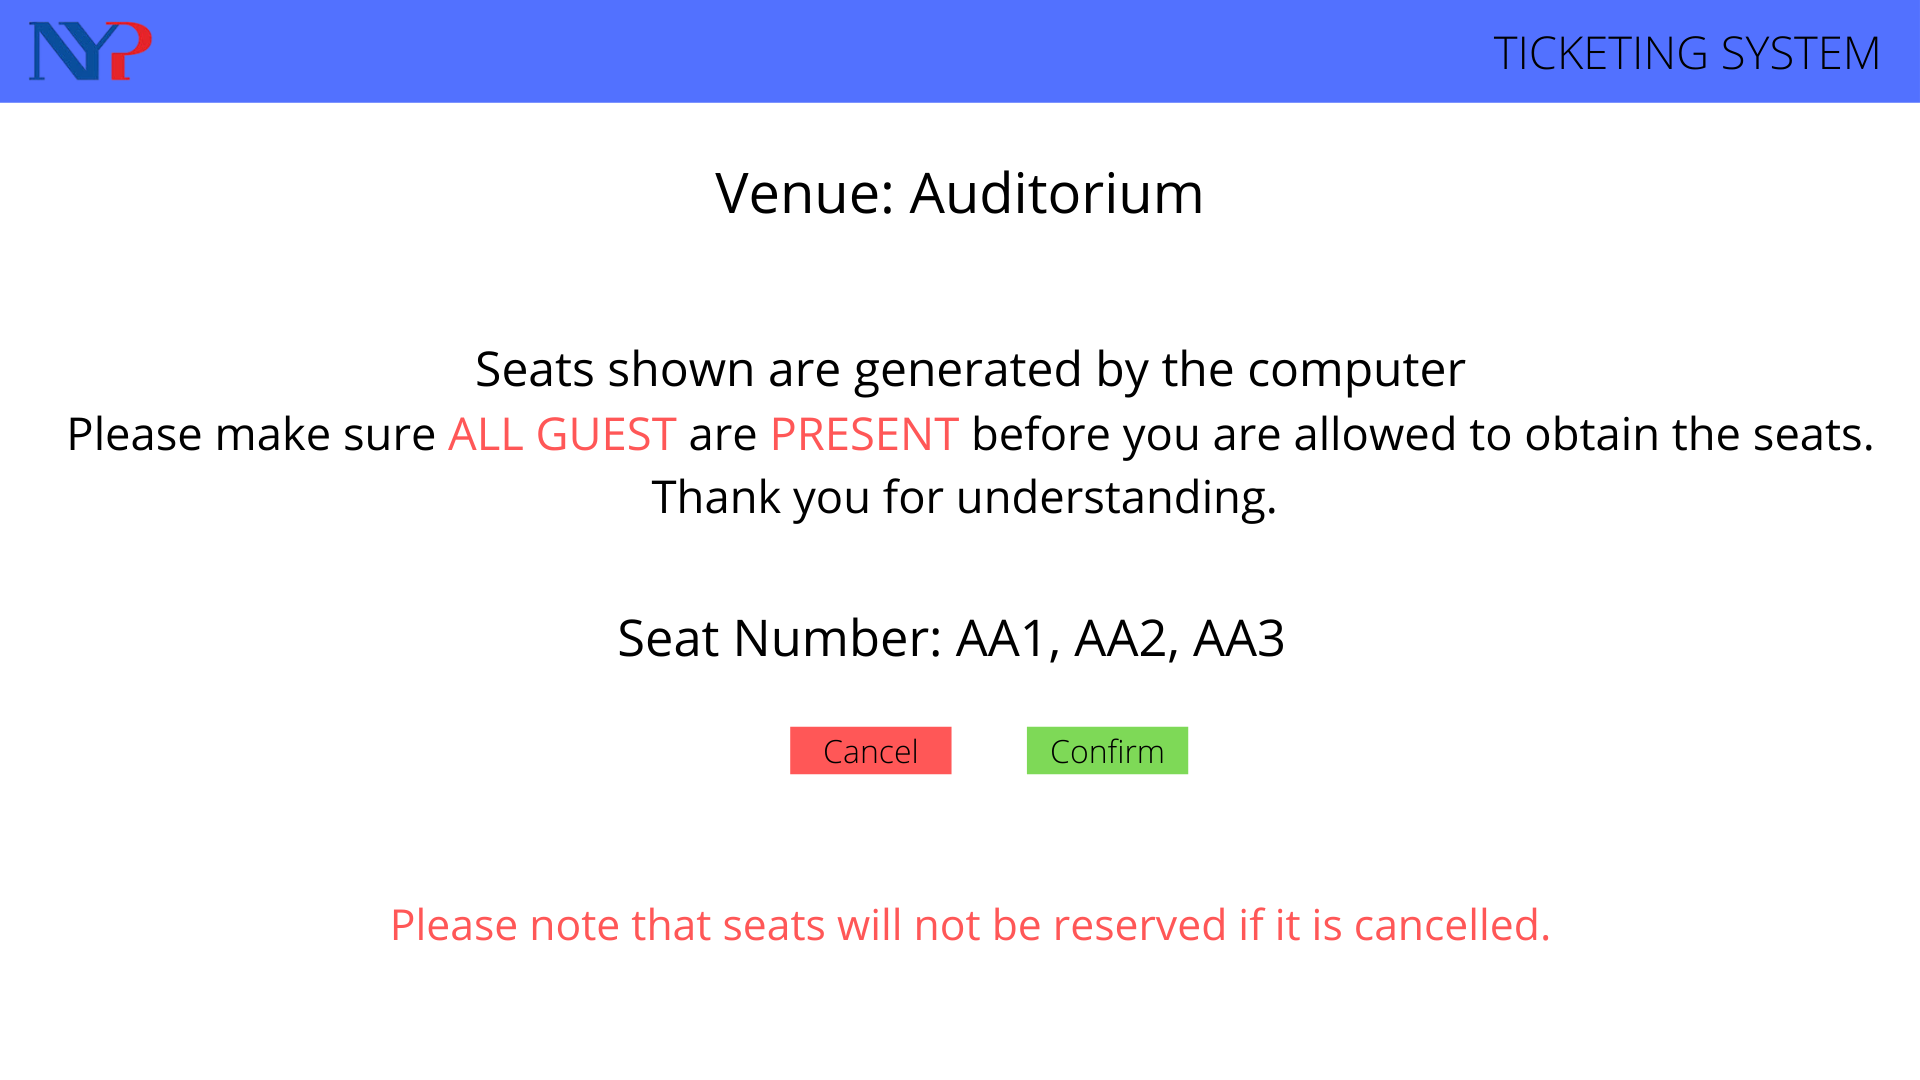 NYP
TICKETING SYSTEM
Venue: Auditorium
Seats shown are generated by the computer
Please make sure ALL GUEST are PRESENT before you are allowed to obtain the seats.
Thank you for understanding.
Seat Number: AA1, AA2, AA3
Cancel
Confirm
Please note that seats will not be reserved if it is cancelled.